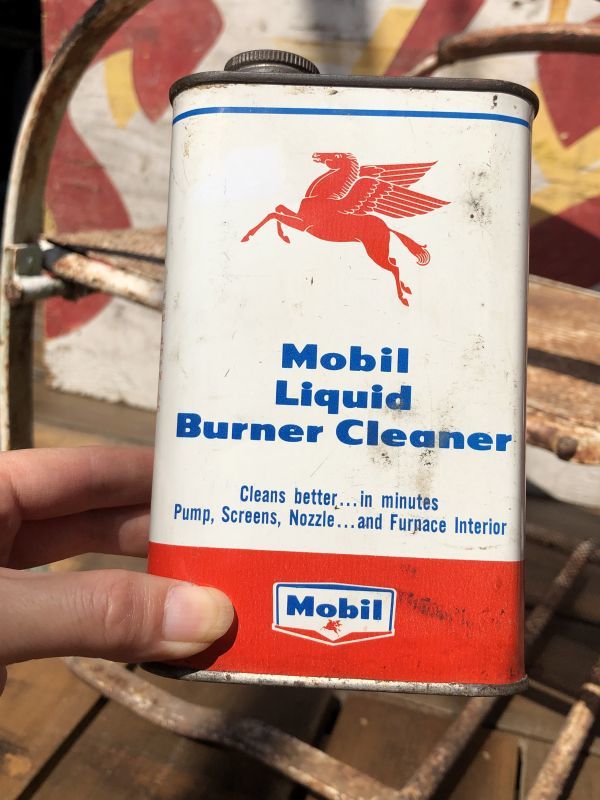 Mobil
Liquid
Burner Cleaner
Cleans better...in minutes
Pump, Screens, Nozzle...and Furnace Interior
Mobil